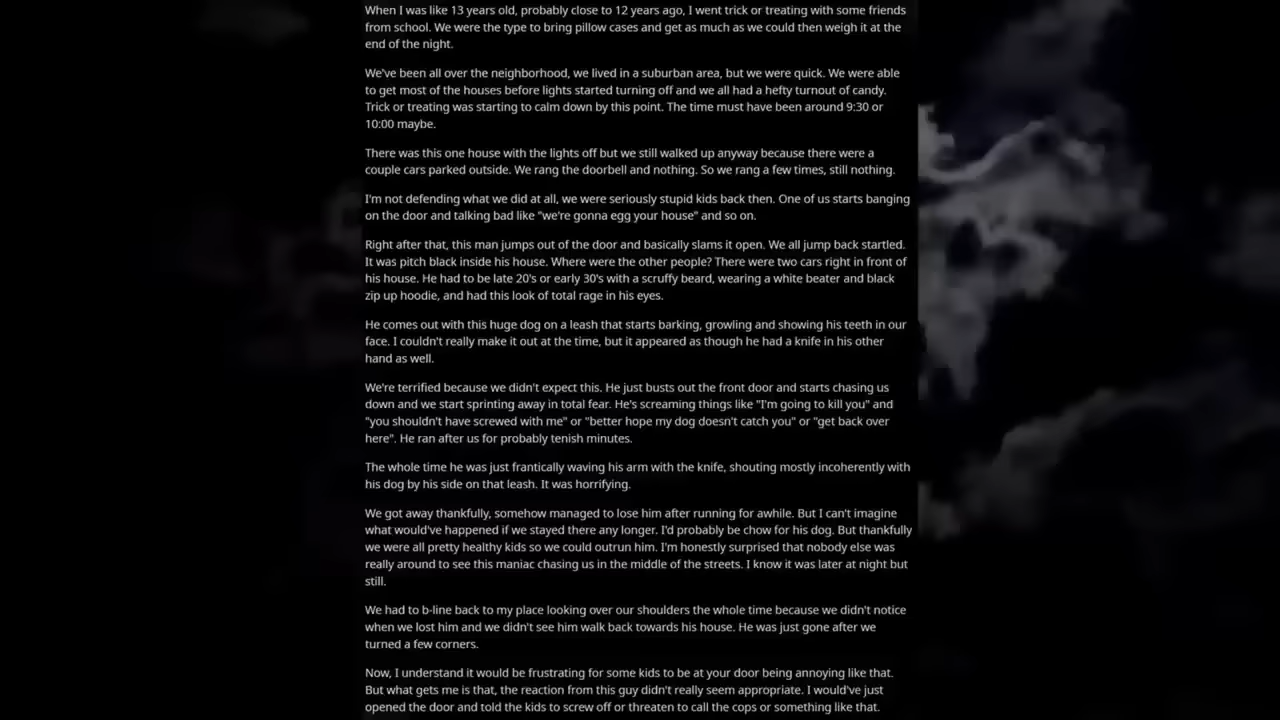 When I was like 13 years old, probably close to 12 years ago, I went trick or treating with some friends
from school. We were the type to bring pillow cases and get as much as we could then weigh it at the
end of the night.
We've been all over the neighborhood, we lived in a suburban area, but we were quick. We were able
to get most of the houses before lights started turning off and we all had a hefty turnout of candy.
Trick or treating was starting to calm down by this point. The time must have been around 9:30 or
10:00 maybe.
There was this one house with the lights off but we still walked up anyway because there were a
couple cars parked outside. We rang the doorbell and nothing. So we rang a few times, still nothing.
I'm not defending what we did at all, we were seriously stupid kids back then. One of us starts banging
on the door and talking bad like "we're gonna egg your house" and so on.
Right after that, this man jumps out of the door and basically slams it open. We all jump back startled.
It was pitch black inside his house. Where were the other people? There were two cars right in front of
his house. He had to be late 20's or early 30's with a scruffy beard, wearing a white beater and black
zip up hoodie, and had this look of total rage in his eyes.
He comes out with this huge dog on a leash that starts barking, growling and showing his teeth in our
face. I couldn't really make it out at the time, but it appeared as though he had a knife in his other
hand as well.
We're terrified because we didn't expect this. He just busts out the front door and starts chasing us
down and we start sprinting away in total fear. He's screaming things like "I'm going to kill you" and
"you shouldn't have screwed with me" or "better hope my dog doesn't catch you" or "get back over
here". He ran after us for probably tenish minutes.
The whole time he was just frantically waving his arm with the knife, shouting mostly incoherently with
his dog by his side on that leash. It was horrifying.
We got away thankfully, somehow managed to lose him after running for awhile. But I can't imagine
what would've happened if we stayed there any longer. I'd probably be chow for his dog. But thankfully
we were all pretty healthy kids so we could outrun him. I'm honestly surprised that nobody else was
really around to see this maniac chasing us in the middle of the streets. I know it was later at night but
still.
We had to b-line back to my place looking over our shoulders the whole time because we didn't notice
when we lost him and we didn't see him walk back towards his house. He was just gone after we
turned a few corners.
Now, I understand it would be frustrating for some kids to be at your door being annoying like that.
But what gets me is that, the reaction from this guy didn't really seem appropriate. I would've just
opened the door and told the kids to screw off or threaten to call the cops or something like that.